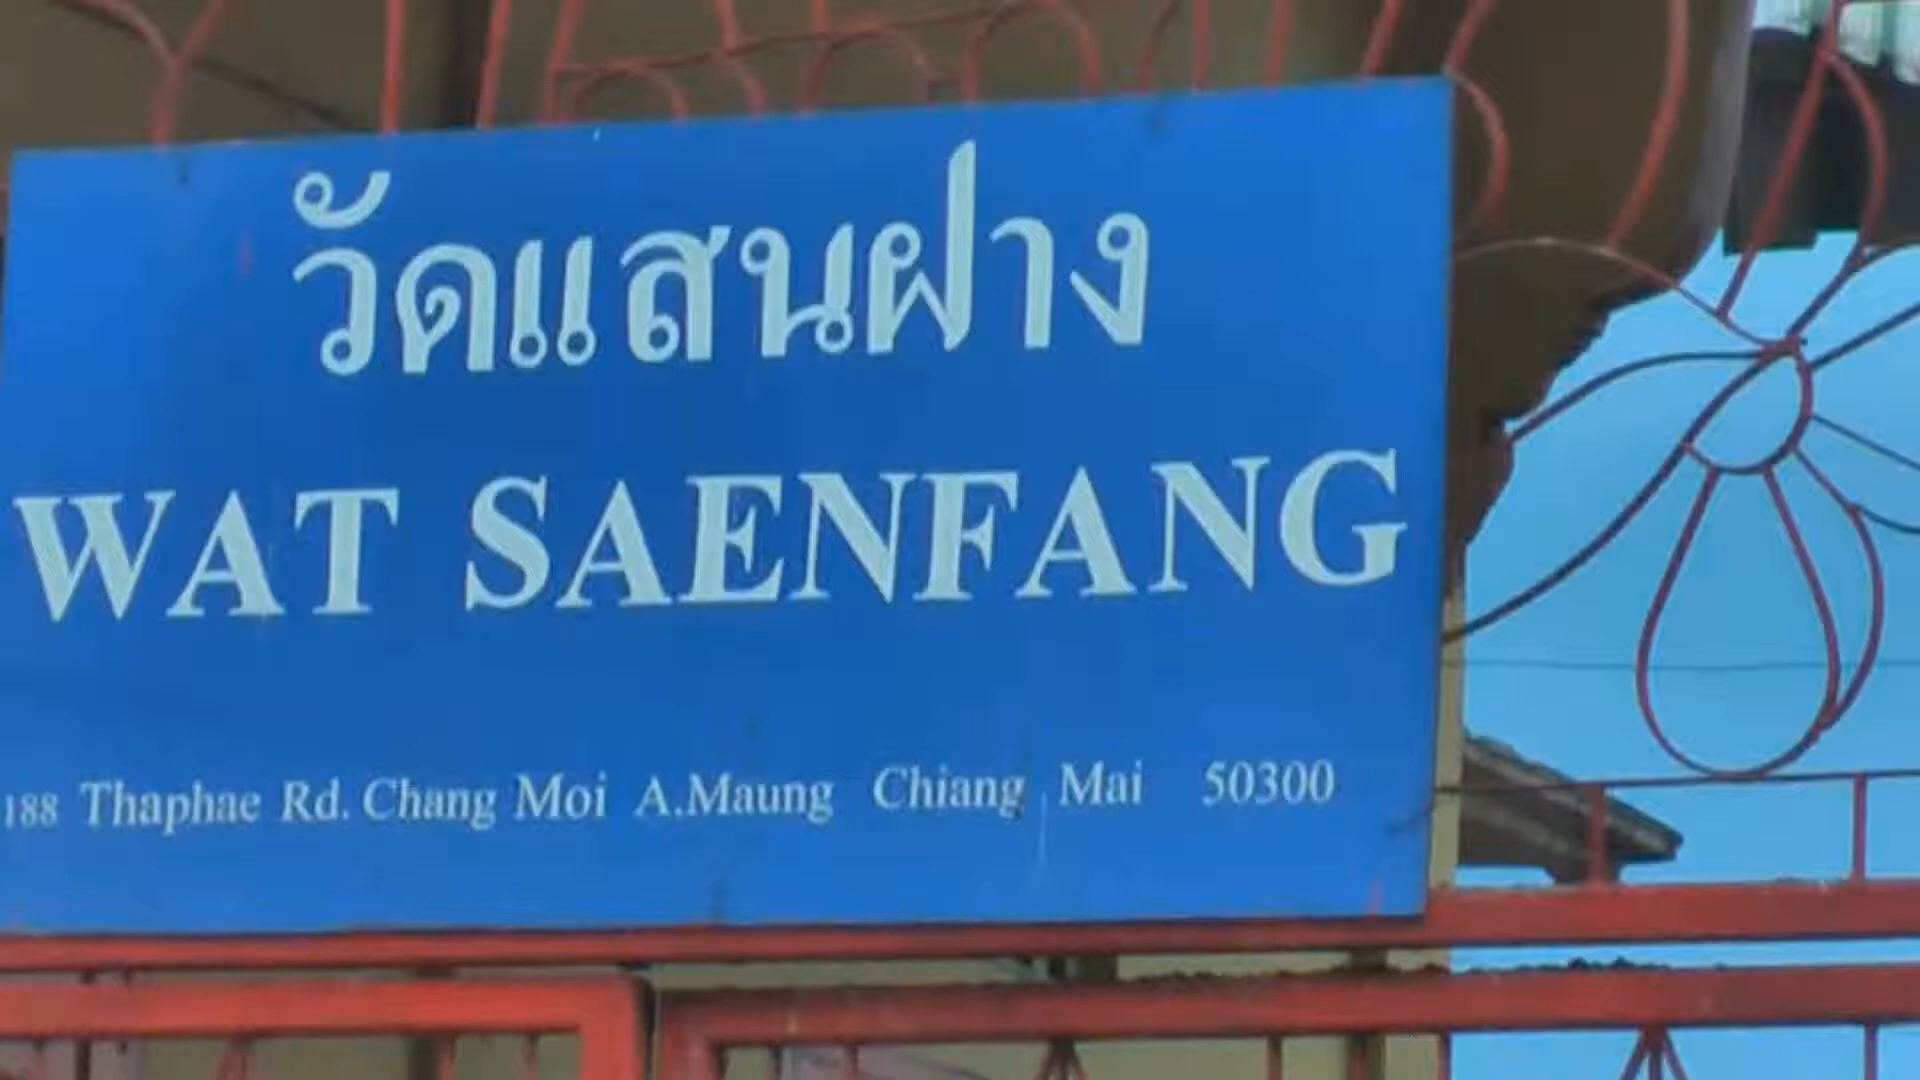 วัดแสนฝาง
WAT SAENFANG
188 Thaphae Rd. Chang Moi A.Maung Chiang Mai 50300